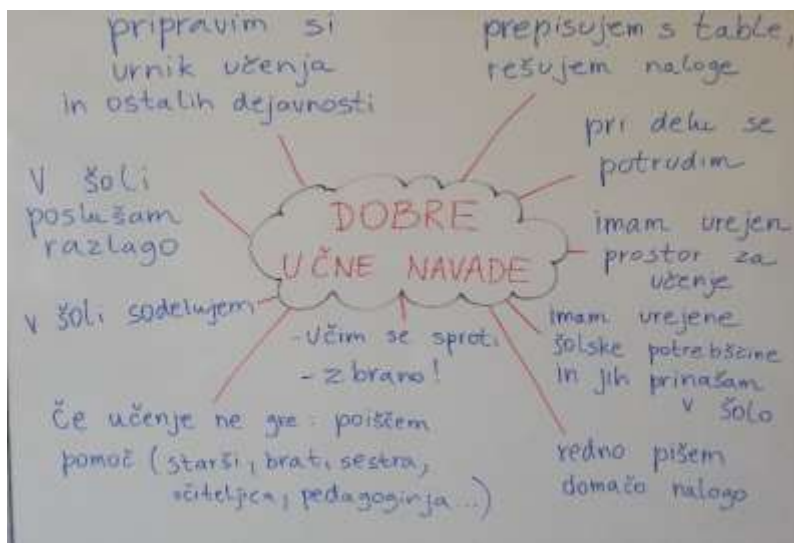 pripravim si
urnik učenja
in ostalih dejavnosti
prepisujem s table,
rešujem naloge
pri delu se
potrudim
V šoli
poslušam
razlago
DOBRE
UČNE NAVADE
imam urejen
prostor za
učenje
v šoli sodelujem
- Učim se sproti
- zbrano!
imam urejene
šolske potrebščine
in jih prinašam
v šolo
Če učenje ne gre: poiščem
pomoč (starši, brat, sestra,
učiteljica, pedagoginja...)
redno pišem
domačo nalogo